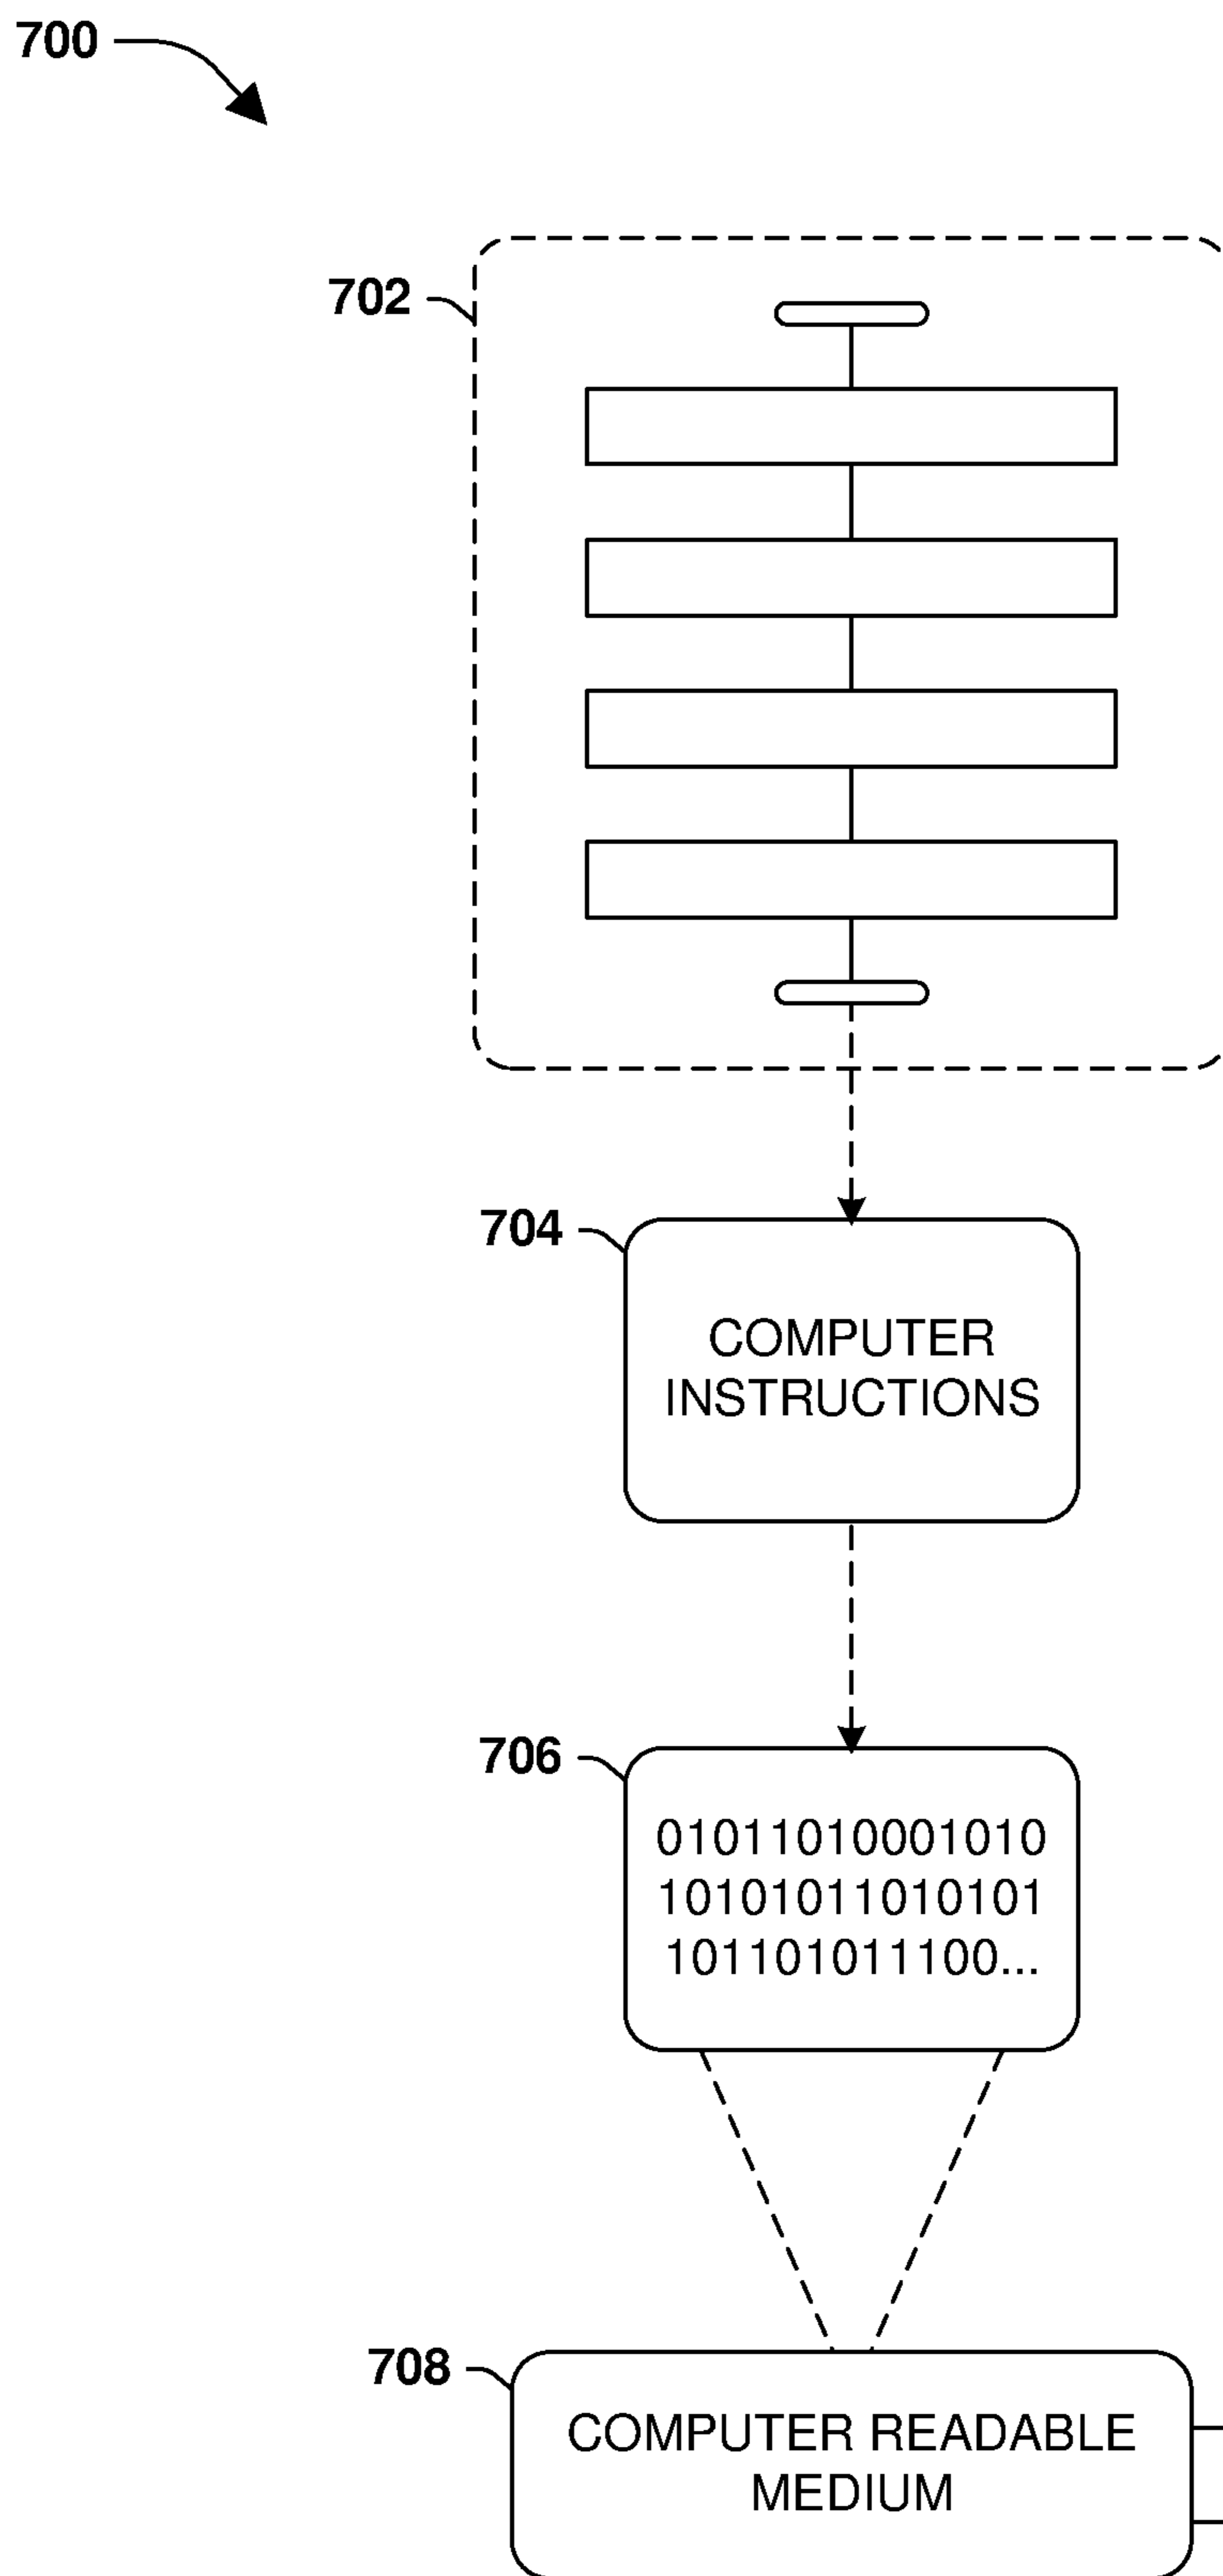 700
702
704
COMPUTER
INSTRUCTIONS
706
01011010001010
10101011010101
101101011100...
708
COMPUTER READABLE
MEDIUM